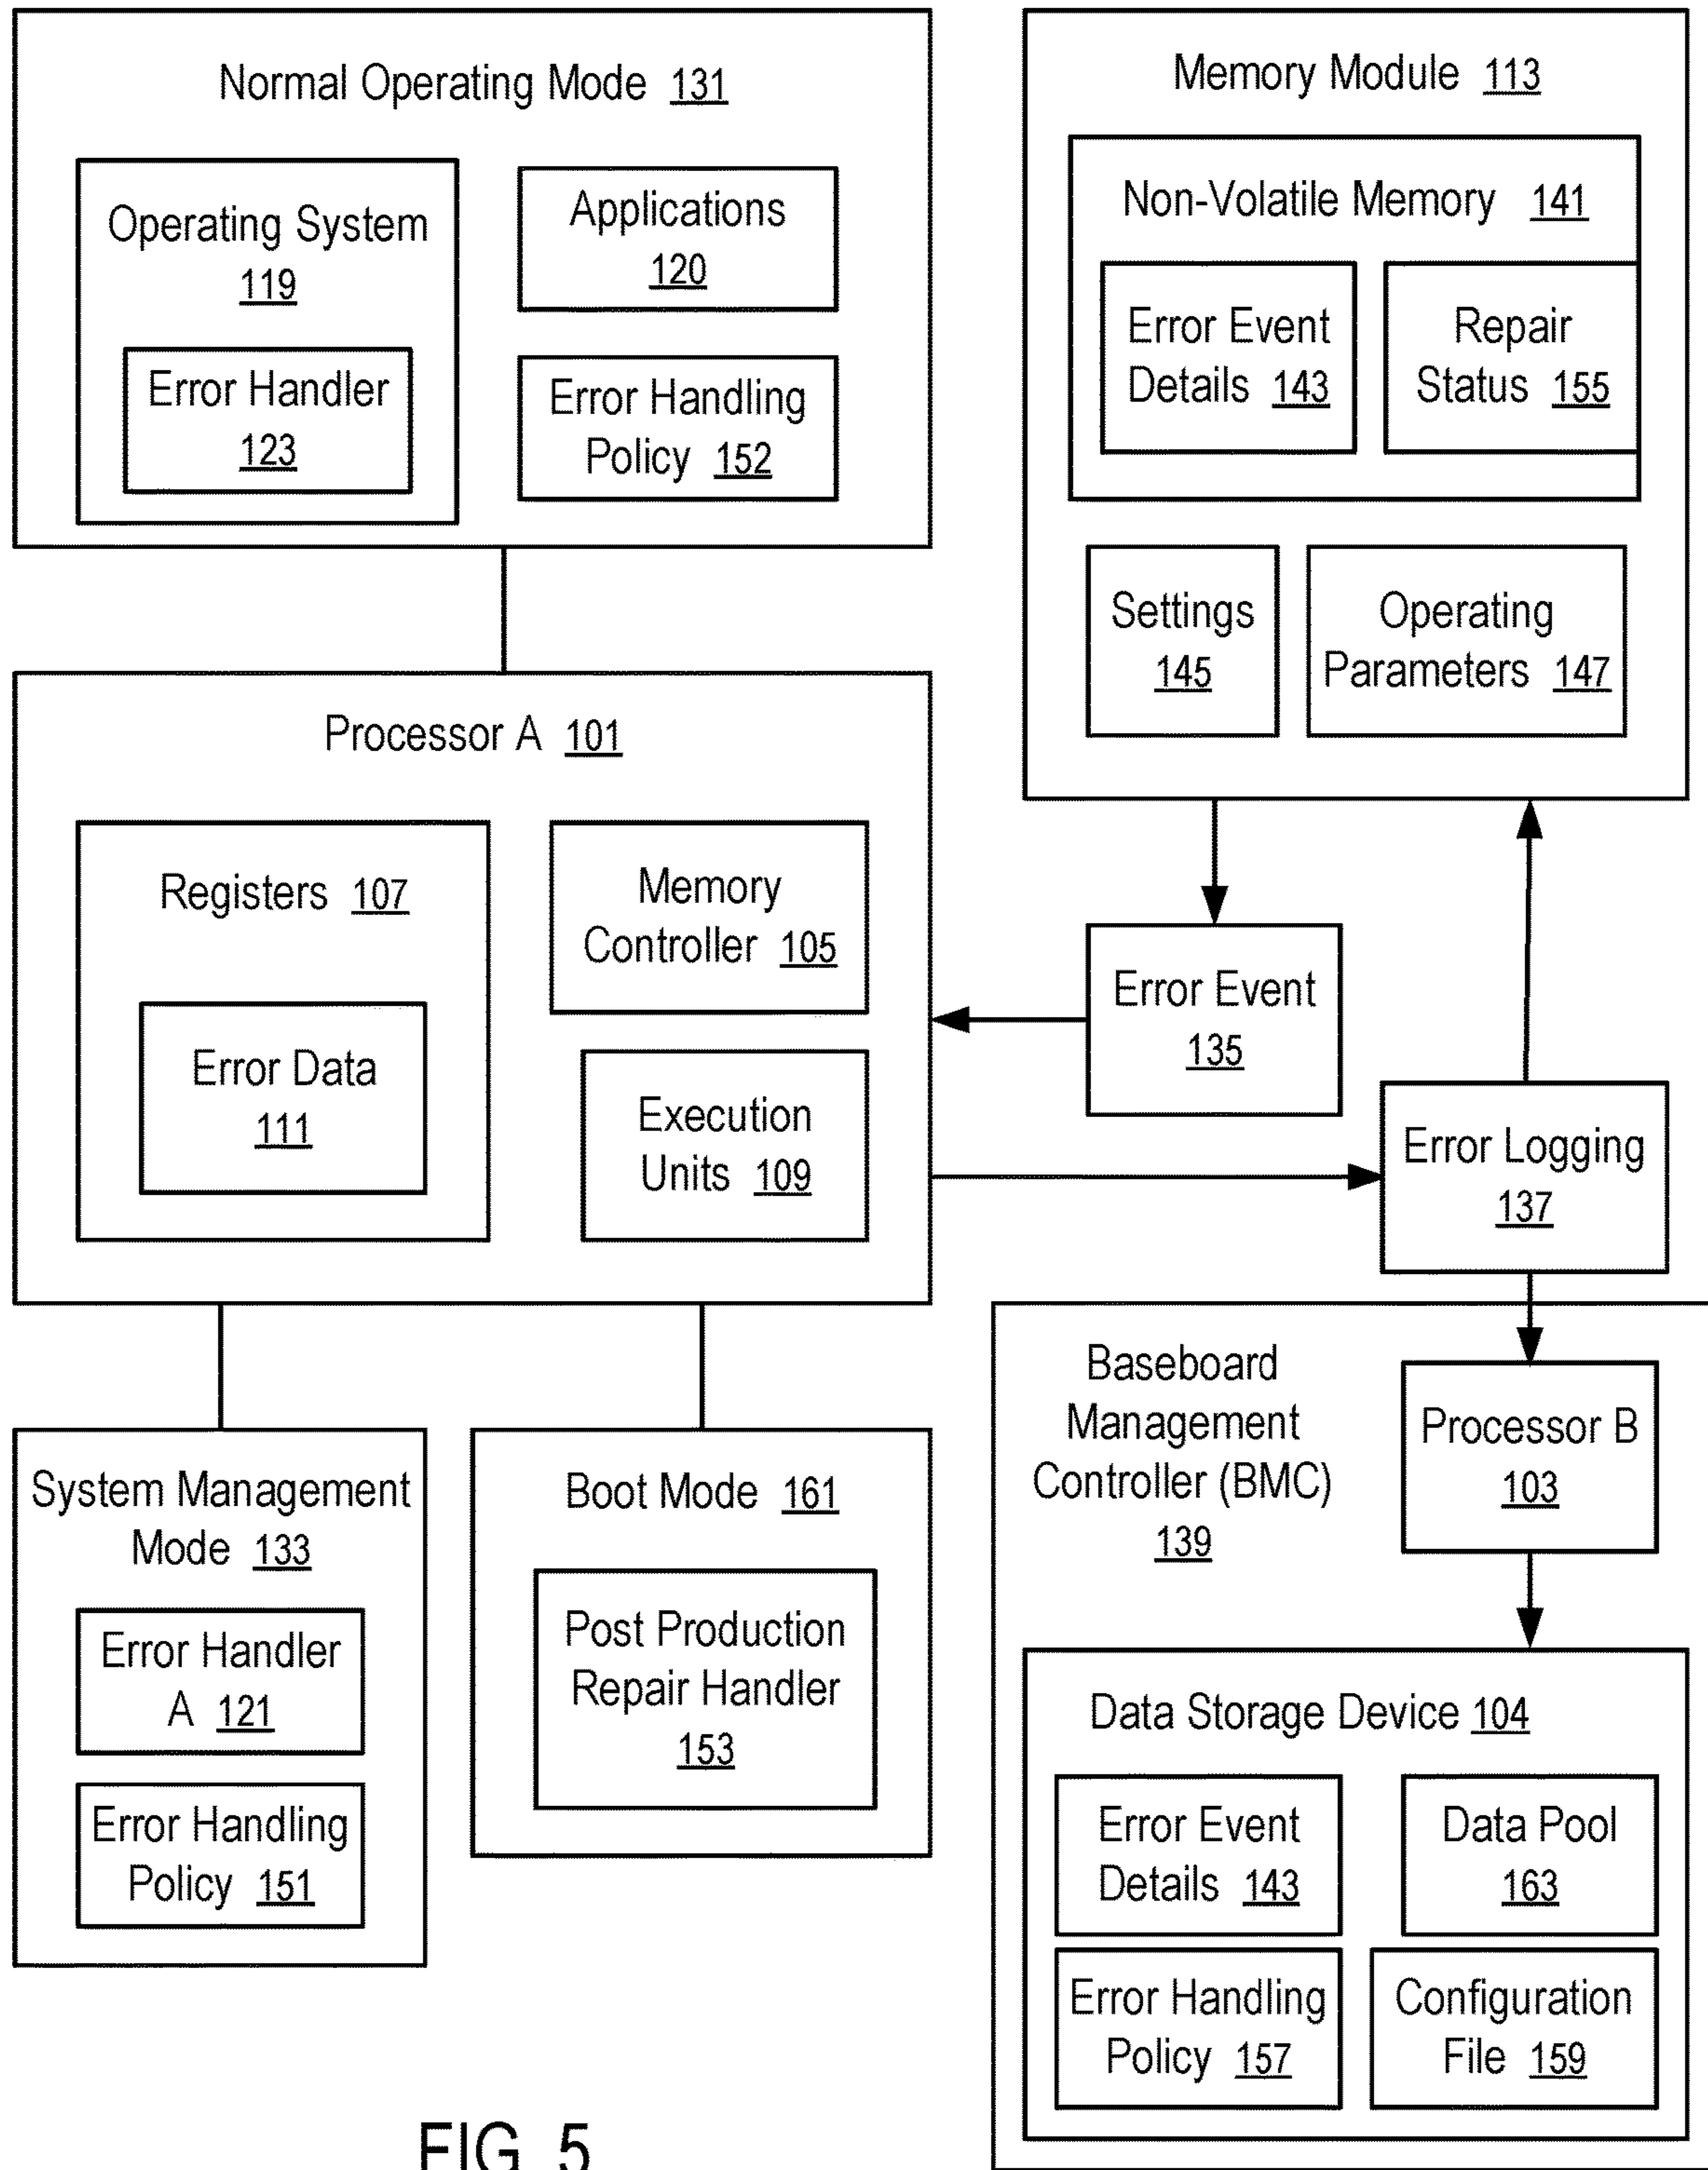 Normal Operating Mode 131
Operating System
119
Error Handler
123
Applications
120
Error Handling
Policy 152
Memory Module 113
Non-Volatile Memory 141
Error Event
Details 143
Repair
Status 155
Settings
145
Operating
Parameters 147
Processor A 101
Registers 107
Error Data
111
Memory
Controller 105
Execution
Units 109
Error Event
135
Error Logging
137
System Management
Mode 133
Error Handler
A 121
Error Handling
Policy 151
Boot Mode 161
Post Production
Repair Handler
153
Baseboard
Management
Controller (BMC)
139
Processor B
103
Data Storage Device 104
Error Event
Details 143
Data Pool
163
Error Handling
Policy 157
Configuration
File 159
FIG. 5